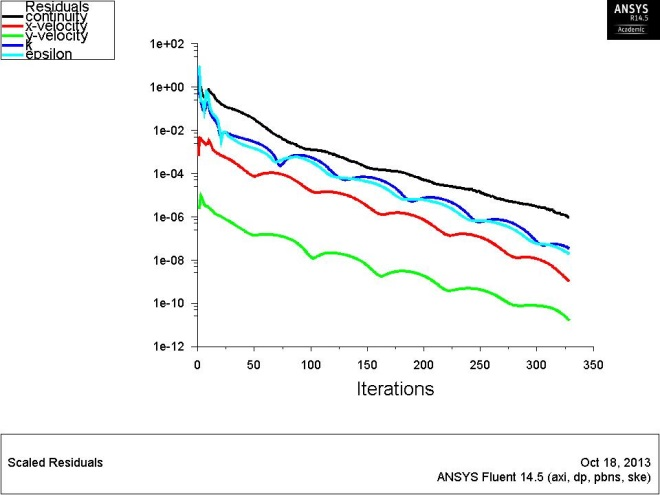 Residuals
continuity
x-velocity
y-velocity
k
epsilon
ANSYS
R14.5
Academic
1e+02
1e+00
1e-02
1e-04
1e-06
1e-08
1e-10
1e-12
0 50 100 150 200 250 300 350
Iterations
Scaled Residuals
Oct 18, 2013
ANSYS Fluent 14.5 (axi, dp, pbns, ske)